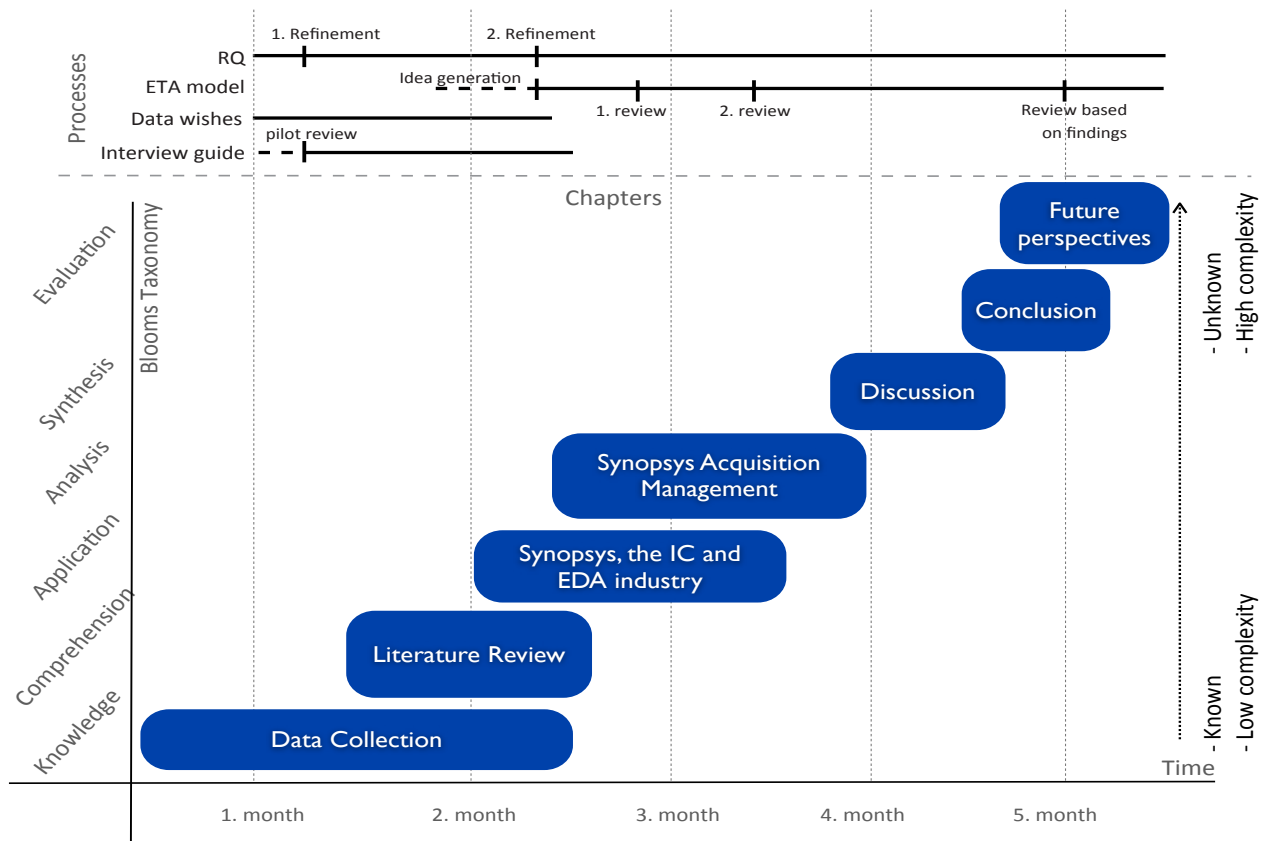 Processes
1. Refinement
2. Refinement
RQ
Idea generation
ETA model
1. review
2. review
Review based
on findings
Data wishes
pilot review
Interview guide
Chapters
Blooms Taxonomy
Evaluation
Synthesis
Analysis
Application
Comprehension
Knowledge
Future
perspectives
Conclusion
Discussion
Synopsys Acquisition
Management
Synopsys, the IC and
EDA industry
Literature Review
Data Collection
- Unknown
- High complexity
- Known
- Low complexity
Time
1. month
2. month
3. month
4. month
5. month